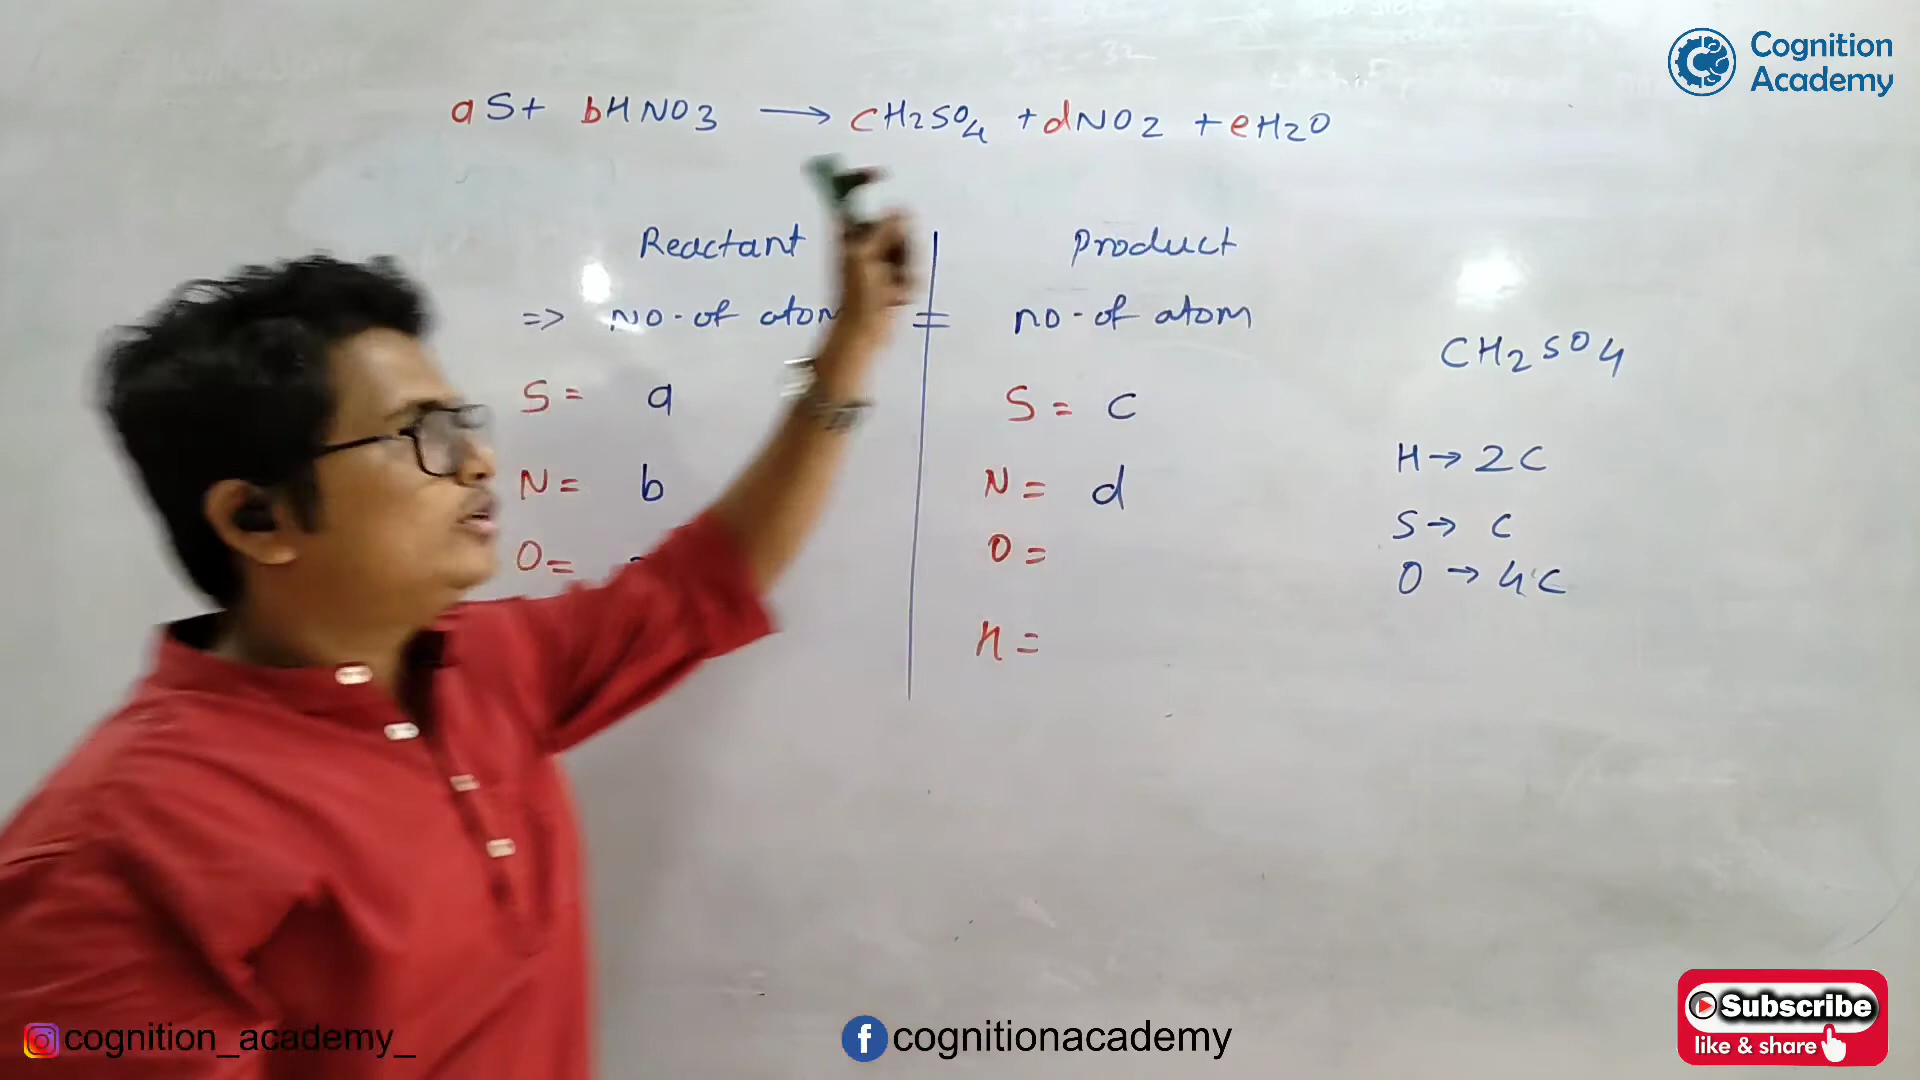 Cognition
Academy
aS + bHNO3 → cH2SO4 + dNO2 + eH2O
Reactant Product
=> no. of atom = no. of atom
CH2SO4
S = a S = c
H → 2C
N = b N = d
S → C
O = O =
O → 4C
H =
Subscribe
like & share
cognition_academy_ cognitionacademy